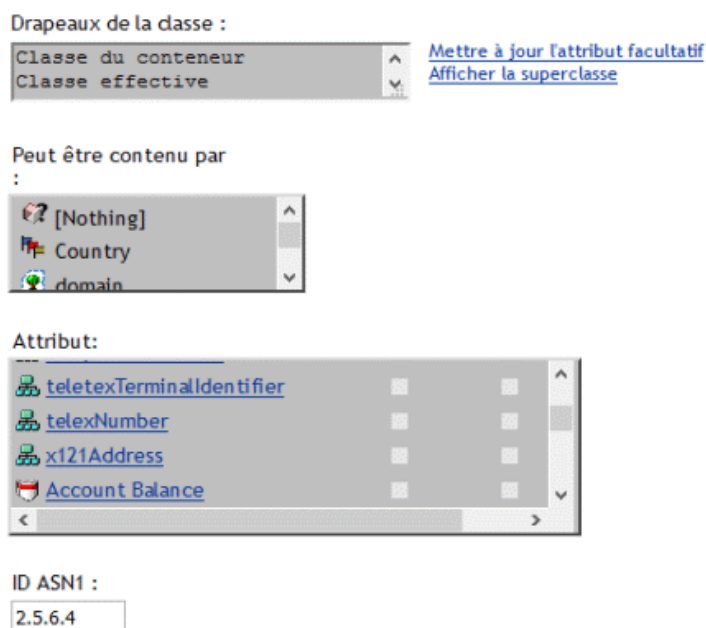 Drapeaux de la classe :
Classe du conteneur
Classe effective
Mettre à jour l'attribut facultatif
Afficher la superclasse
Peut être contenu par
:
[Nothing]
Country
domain
Attribut:
teletexTerminalIdentifier
telexNumber
x121Address
Account Balance
ID ASN1 :
2.5.6.4